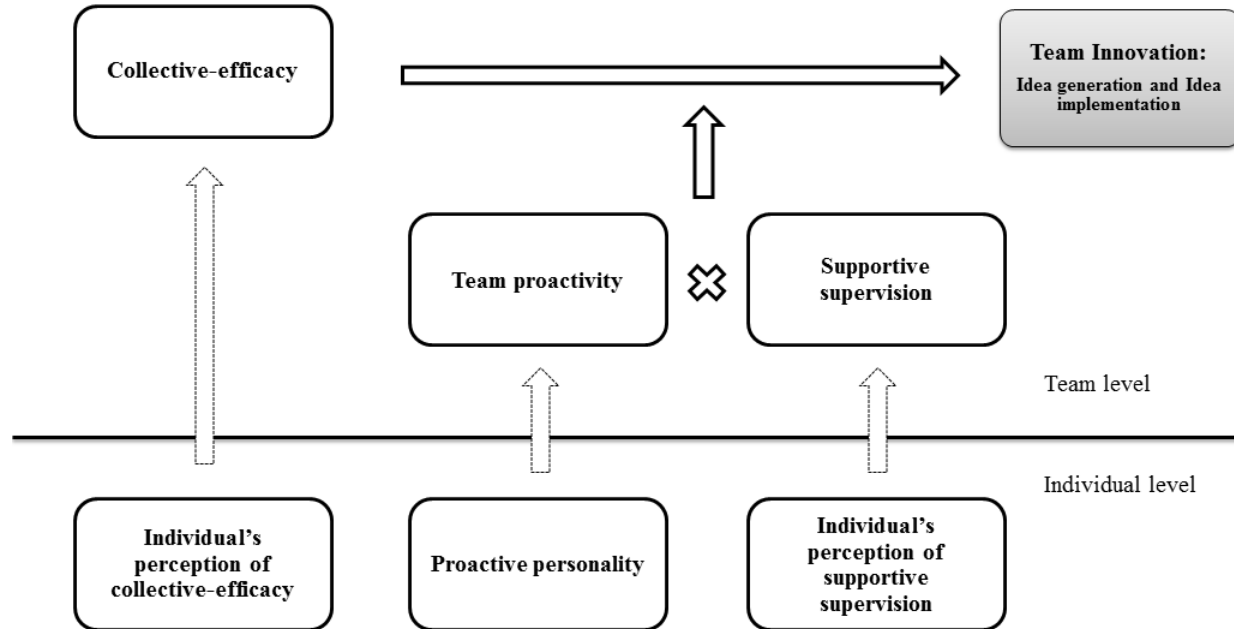 Collective-efficacy
Team Innovation:
Idea generation and Idea
implementation
Team proactivity
Supportive
supervision
Team level
Individual level
Individual’s
perception of
collective-efficacy
Proactive personality
Individual’s
perception of
supportive
supervision